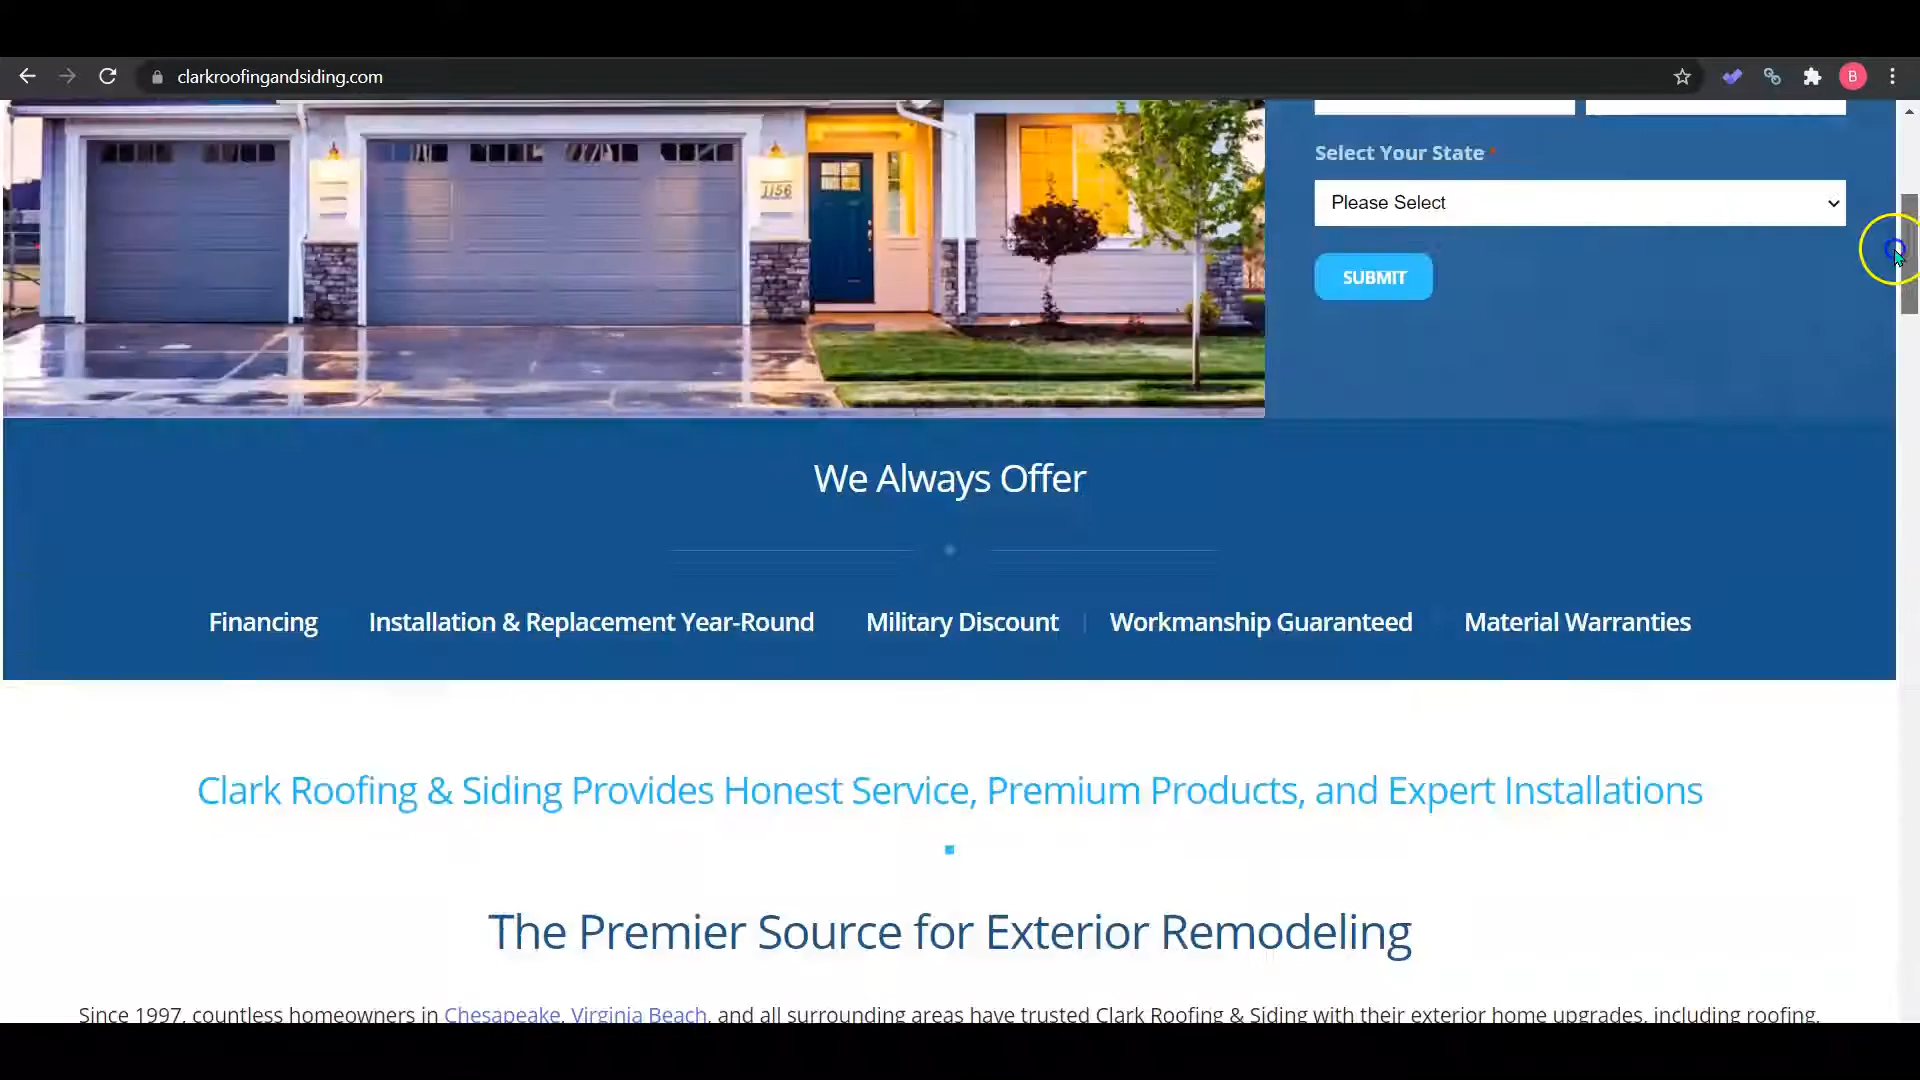 clarkroofingandsiding.com
B
1156
Select Your State *
Please Select
SUBMIT
We Always Offer
Financing
Installation & Replacement Year-Round
Military Discount
Workmanship Guaranteed
Material Warranties
Clark Roofing & Siding Provides Honest Service, Premium Products, and Expert Installations
The Premier Source for Exterior Remodeling
Since 1997, countless homeowners in Chesapeake, Virginia Beach, and all surrounding areas have trusted Clark Roofing & Siding with their exterior home upgrades, including roofing,